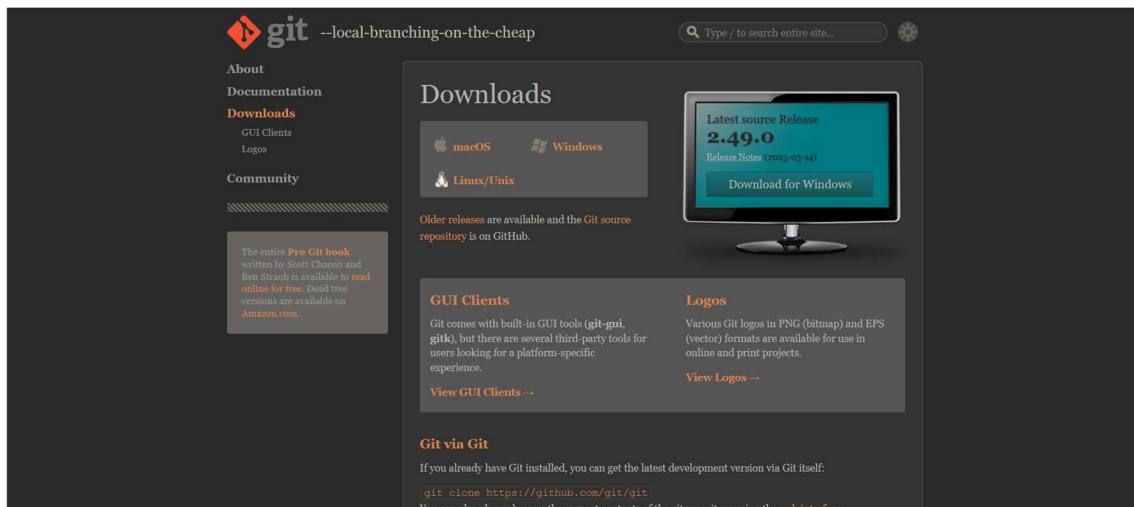 git --local-branching-on-the-cheap
Type / to search entire site...
About
Documentation
Downloads
GUI Clients
Logos
Community
The entire Pro Git book
written by Scott Chacon and
Ben Straub is available to read
online for free. Dead tree
versions are available on
Amazon.com.
Downloads
macOS
Windows
Linux/Unix
Older releases are available and the Git source
repository is on GitHub.
Latest source Release
2.49.0
Release Notes (2025-03-14)
Download for Windows
GUI Clients
Git comes with built-in GUI tools (git-gui,
gitk), but there are several third-party tools for
users looking for a platform-specific
experience.
View GUI Clients →
Logos
Various Git logos in PNG (bitmap) and EPS
(vector) formats are available for use in
online and print projects.
View Logos →
Git via Git
If you already have Git installed, you can get the latest development version via Git itself:
git clone https://github.com/git/git